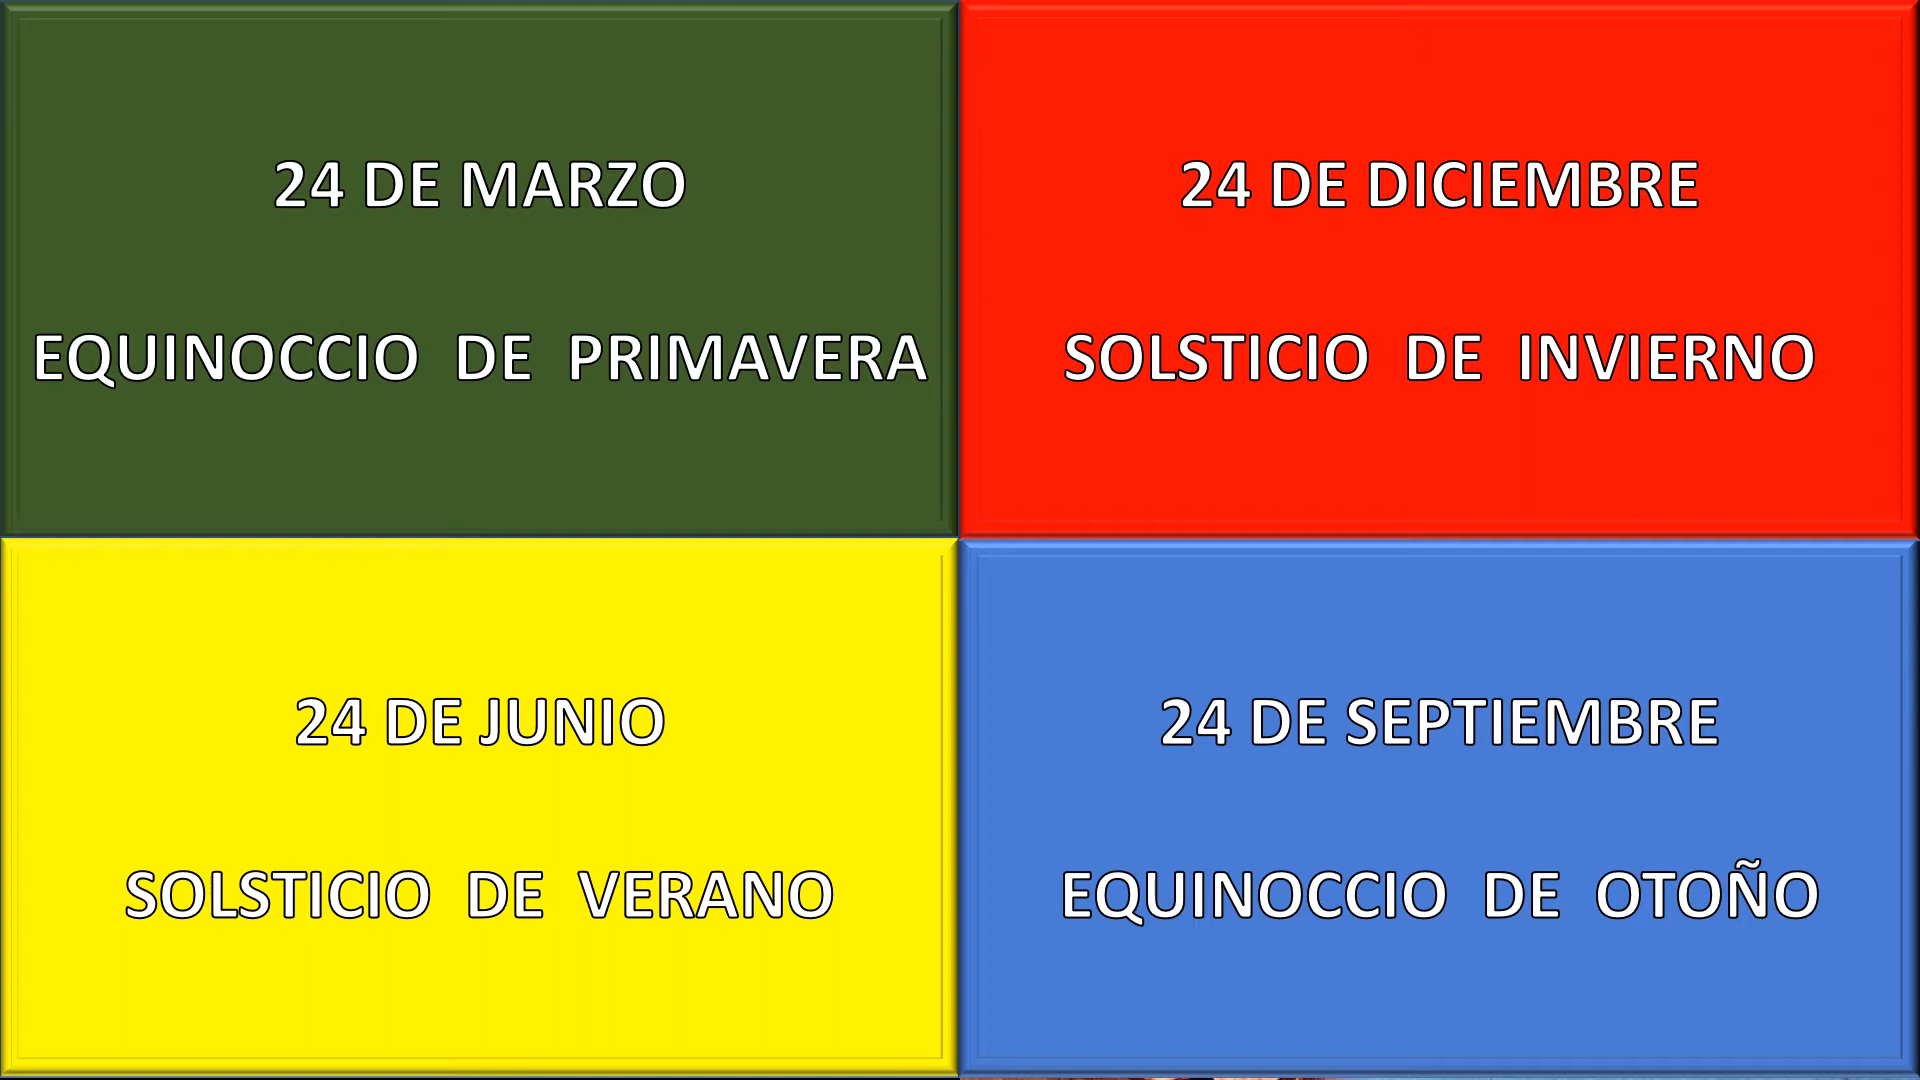 24 DE MARZO
EQUINOCCIO DE PRIMAVERA
24 DE DICIEMBRE
SOLSTICIO DE INVIERNO
24 DE JUNIO
SOLSTICIO DE VERANO
24 DE SEPTIEMBRE
EQUINOCCIO DE OTOÑO